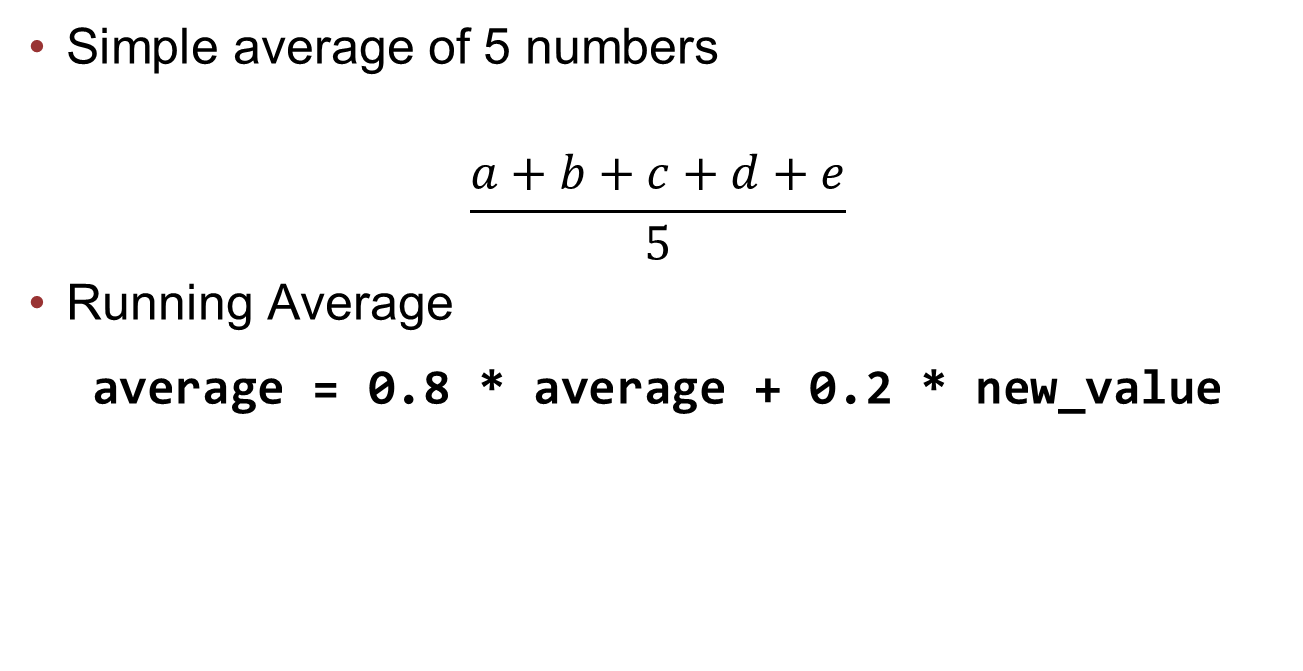 • Simple average of 5 numbers
a + b + c + d + e
5
• Running Average
average = 0.8 * average + 0.2 * new_value